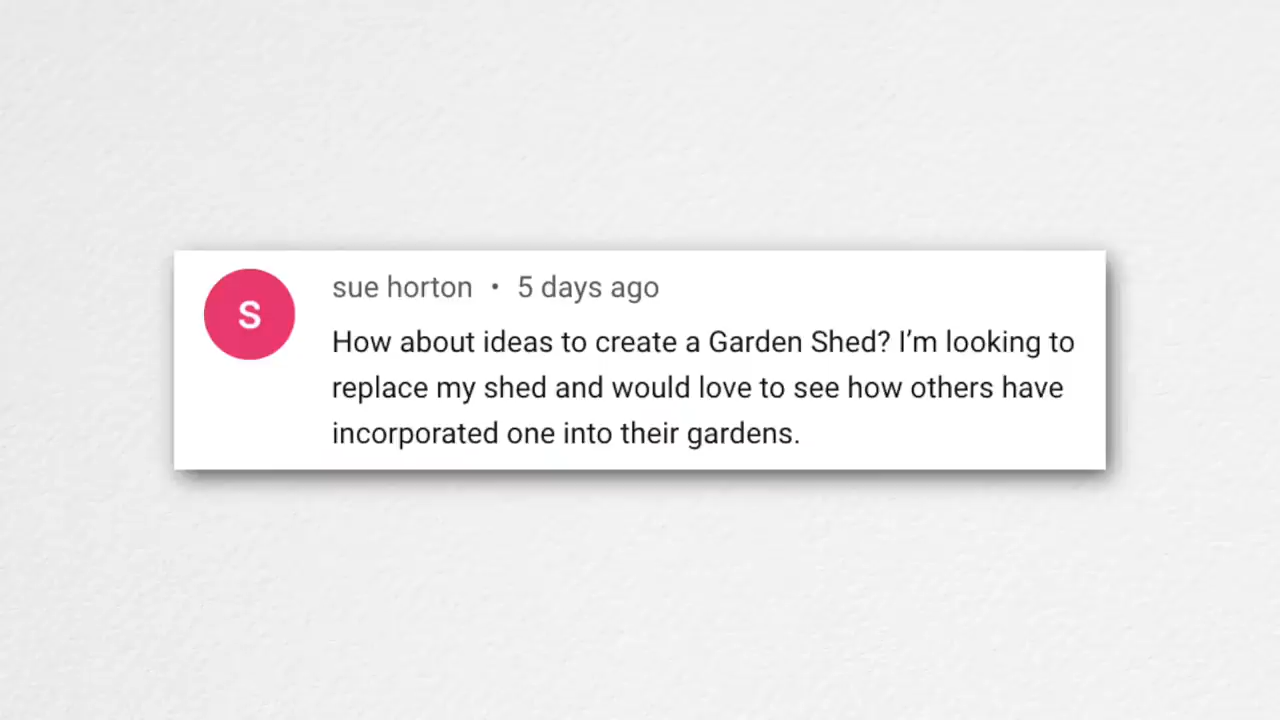 S
sue horton • 5 days ago
How about ideas to create a Garden Shed? I’m looking to
replace my shed and would love to see how others have
incorporated one into their gardens.